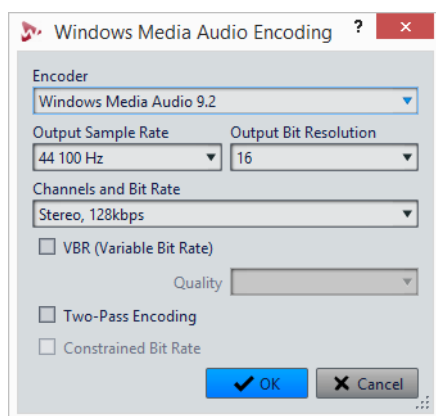 Windows Media Audio Encoding ? ×
Encoder
Windows Media Audio 9.2
Output Sample Rate Output Bit Resolution
44 100 Hz 16
Channels and Bit Rate
Stereo, 128kbps
VBR (Variable Bit Rate)
Quality
Two-Pass Encoding
Constrained Bit Rate
OK Cancel